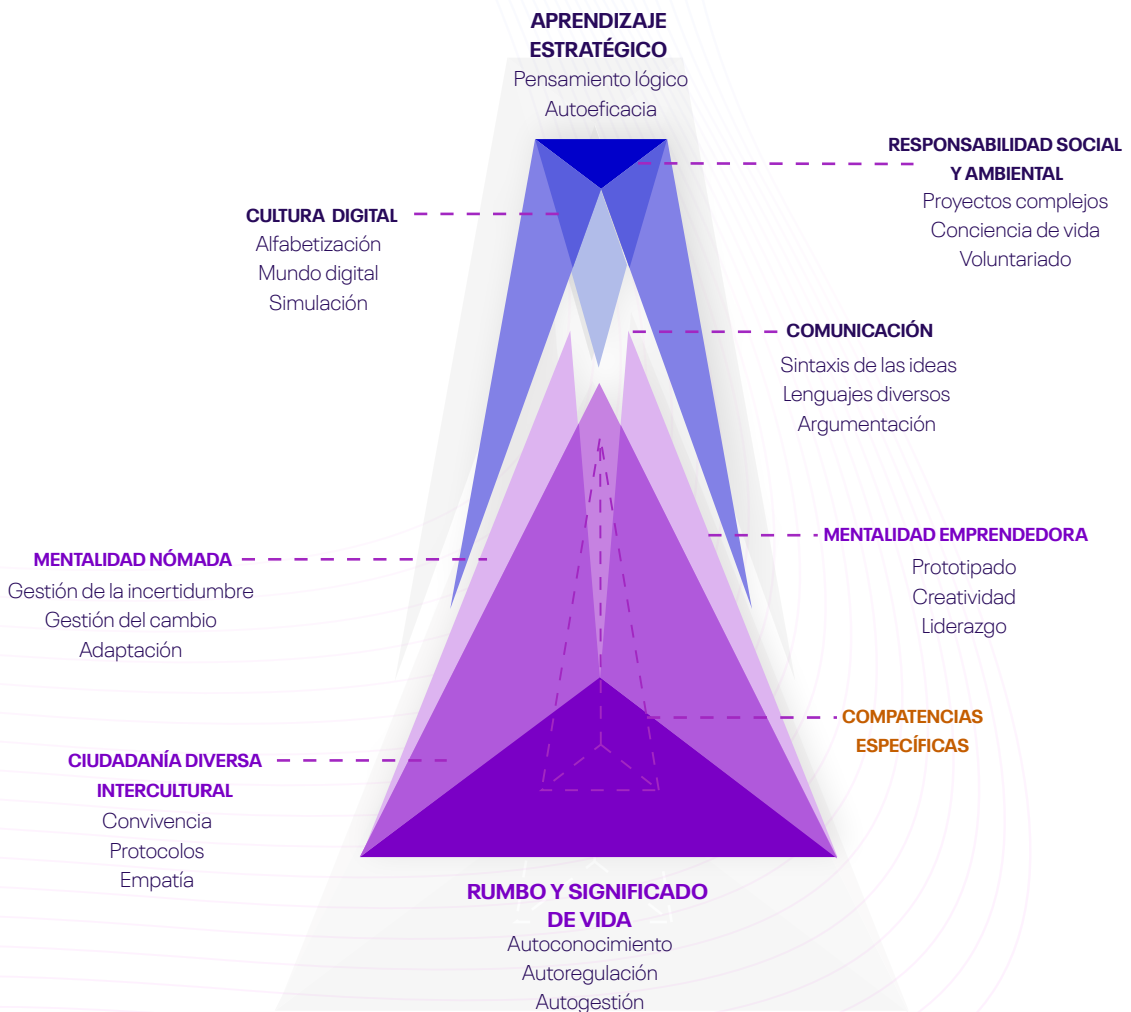 APRENDIZAJE
ESTRATÉGICO
Pensamiento lógico
Autoeficacia
RESPONSABILIDAD SOCIAL
Y AMBIENTAL
Proyectos complejos
Conciencia de vida
Voluntariado
CULTURA DIGITAL
Alfabetización
Mundo digital
Simulación
COMUNICACIÓN
Sintaxis de las ideas
Lenguajes diversos
Argumentación
MENTALIDAD EMPRENDEDORA
Prototipado
Creatividad
Liderazgo
MENTALIDAD NÓMADA
Gestión de la incertidumbre
Gestión del cambio
Adaptación
COMPATENCIAS
ESPECÍFICAS
CIUDADANÍA DIVERSA
INTERCULTURAL
Convivencia
Protocolos
Empatía
RUMBO Y SIGNIFICADO
DE VIDA
Autoconocimiento
Autoregulación
Autogestión